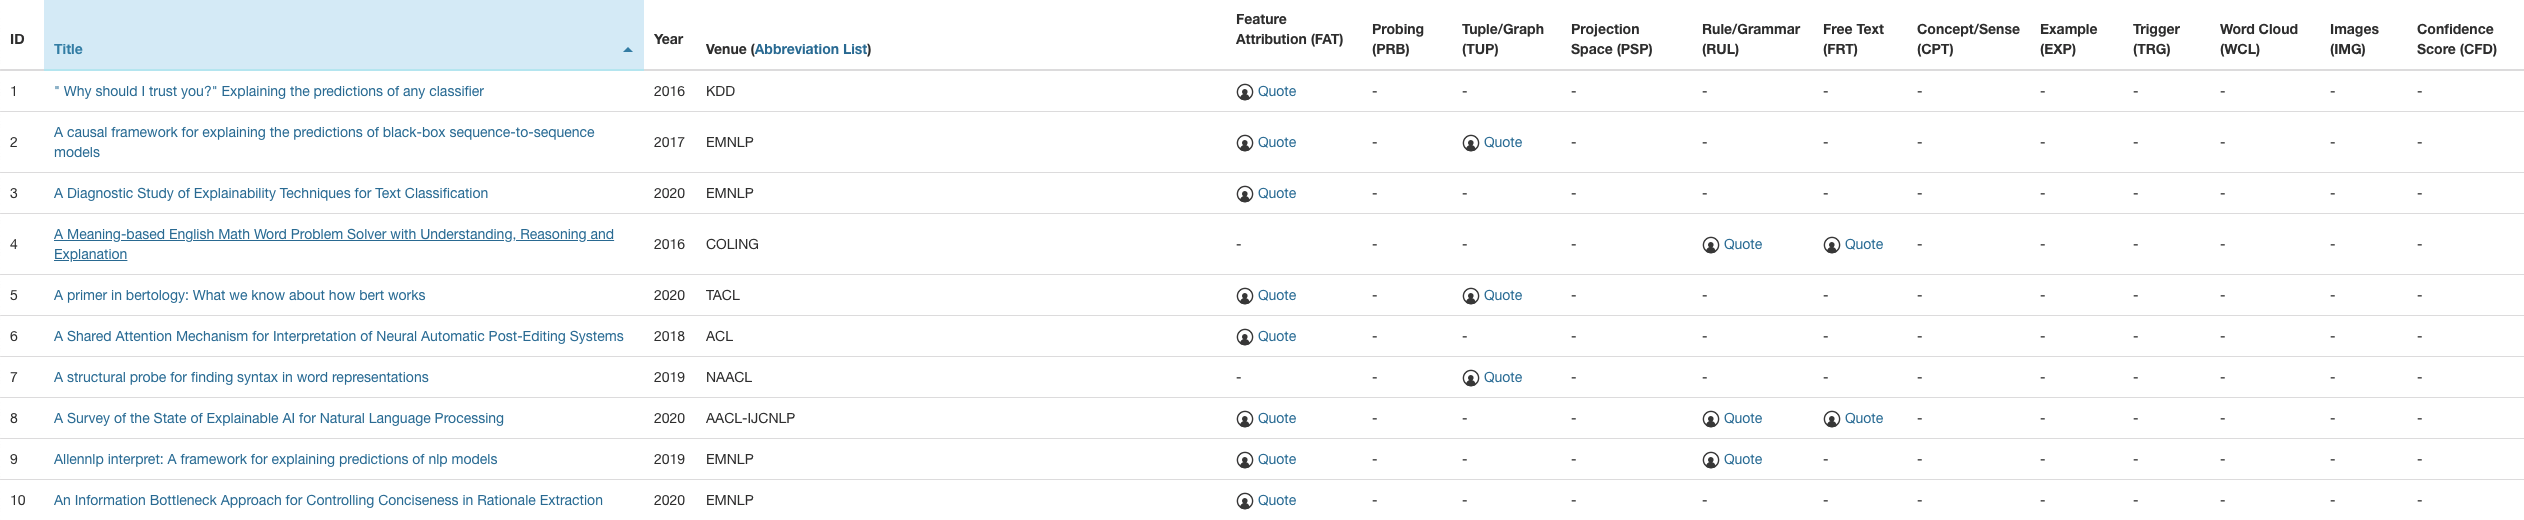 ID Title Year Venue (Abbreviation List) Feature Attribution (FAT) Probing (PRB) Tuple/Graph (TUP) Projection Space (PSP) Rule/Grammar (RUL) Free Text (FRT) Concept/Sense (CPT) Example (EXP) Trigger (TRG) Word Cloud (WCL) Images (IMG) Confidence Score (CFD)
1 " Why should I trust you?" Explaining the predictions of any classifier 2016 KDD Quote - - - - - - - - - - -
2 A causal framework for explaining the predictions of black-box sequence-to-sequence
models 2017 EMNLP Quote - Quote - - - - - - - - -
3 A Diagnostic Study of Explainability Techniques for Text Classification 2020 EMNLP Quote - - - - - - - - - - -
4 A Meaning-based English Math Word Problem Solver with Understanding, Reasoning and
Explanation 2016 COLING - - - - Quote Quote - - - - - -
5 A primer in bertology: What we know about how bert works 2020 TACL Quote - Quote - - - - - - - - -
6 A Shared Attention Mechanism for Interpretation of Neural Automatic Post-Editing Systems 2018 ACL Quote - - - - - - - - - - -
7 A structural probe for finding syntax in word representations 2019 NAACL - - Quote - - - - - - - - -
8 A Survey of the State of Explainable AI for Natural Language Processing 2020 AACL-IJCNLP Quote - - - Quote Quote - - - - - -
9 Allennlp interpret: A framework for explaining predictions of nlp models 2019 EMNLP Quote - - - Quote - - - - - - -
10 An Information Bottleneck Approach for Controlling Conciseness in Rationale Extraction 2020 EMNLP Quote - - - - - - - - - - -